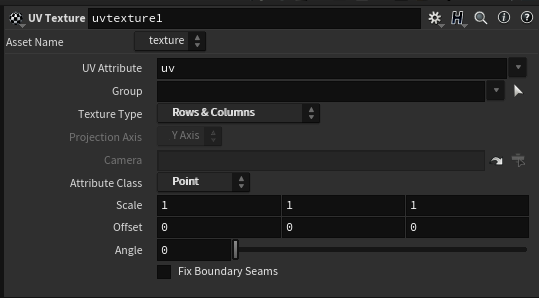 UV Texture uvtexture1
Asset Name texture
UV Attribute uv
Group
Texture Type Rows & Columns
Projection Axis Y Axis
Camera
Attribute Class Point
Scale 1 1 1
Offset 0 0 0
Angle 0
Fix Boundary Seams